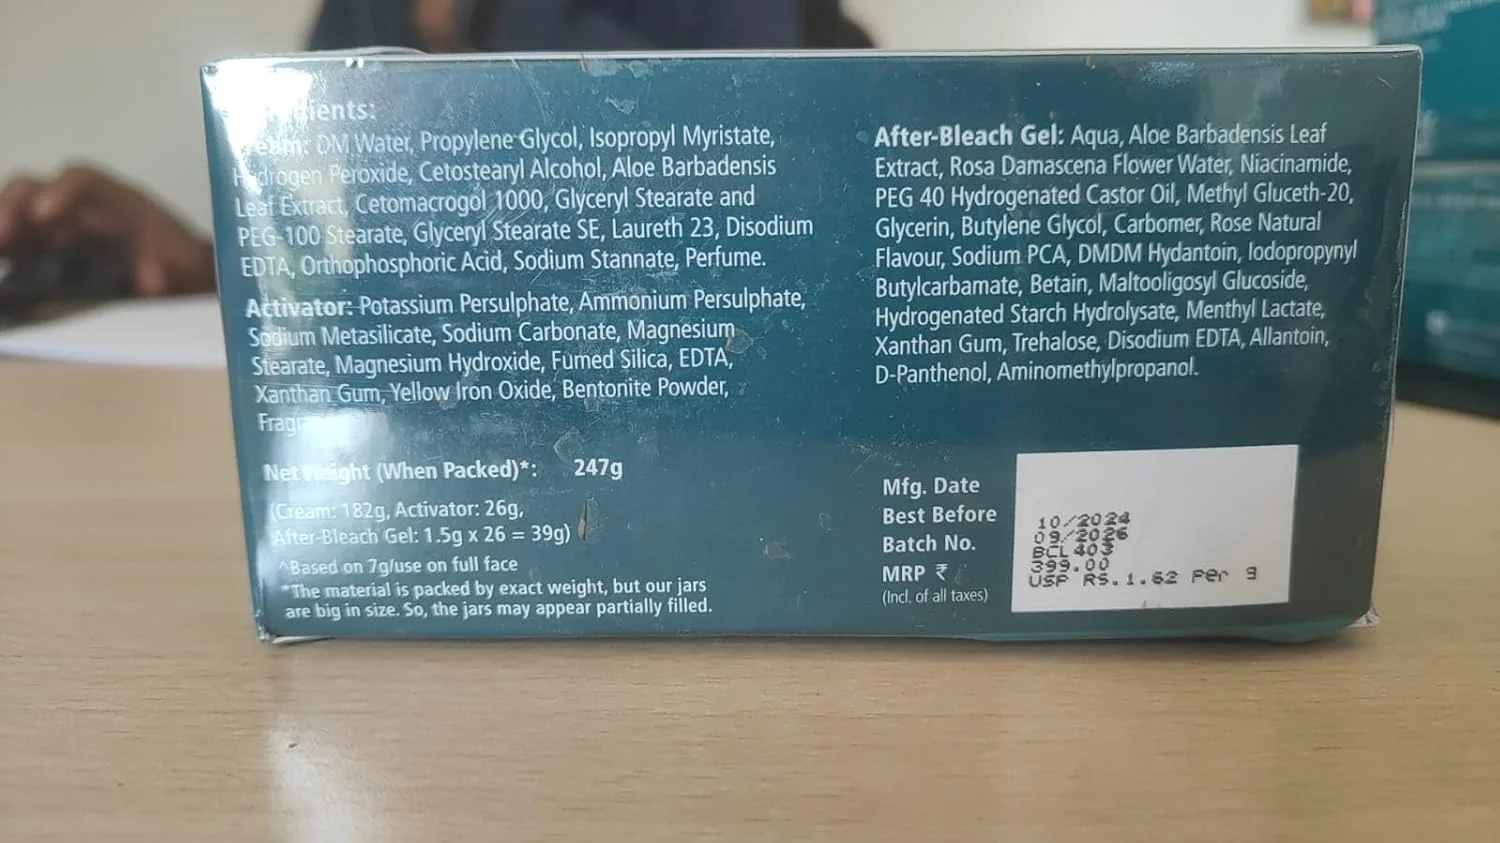 ients:
DM Water, Propylene Glycol, Isopropyl Myristate,
Hydrogen Peroxide, Cetostearyl Alcohol, Aloe Barbadensis
Leaf Extract, Cetomacrogol 1000, Glyceryl Stearate and
PEG-100 Stearate, Glyceryl Stearate SE, Laureth 23, Disodium
EDTA, Orthophosphoric Acid, Sodium Stannate, Perfume.
Activator: Potassium Persulphate, Ammonium Persulphate,
Sodium Metasilicate, Sodium Carbonate, Magnesium
Stearate, Magnesium Hydroxide, Fumed Silica, EDTA,
Xanthan Gum, Yellow Iron Oxide, Bentonite Powder,
Net Weight (When Packed)*: 247g
(Cream: 182g, Activator: 26g,
After-Bleach Gel: 1.5g x 26 = 39g)
^Based on 7g/use on full face
*The material is packed by exact weight, but our jars
are big in size. So, the jars may appear partially filled.
After-Bleach Gel: Aqua, Aloe Barbadensis Leaf
Extract, Rosa Damascena Flower Water, Niacinamide,
PEG 40 Hydrogenated Castor Oil, Methyl Gluceth-20,
Glycerin, Butylene Glycol, Carbomer, Rose Natural
Flavour, Sodium PCA, DMDM Hydantoin, Iodopropynyl
Butylcarbamate, Betain, Maltooligosyl Glucoside,
Hydrogenated Starch Hydrolysate, Menthyl Lactate,
Xanthan Gum, Trehalose, Disodium EDTA, Allantoin,
D-Panthenol, Aminomethylpropanol.
Mfg. Date 10/2024
Best Before 09/2026
Batch No. BCL 403
MRP ₹ 399.00
(Incl. of all taxes) USP RS.1.62 Per g